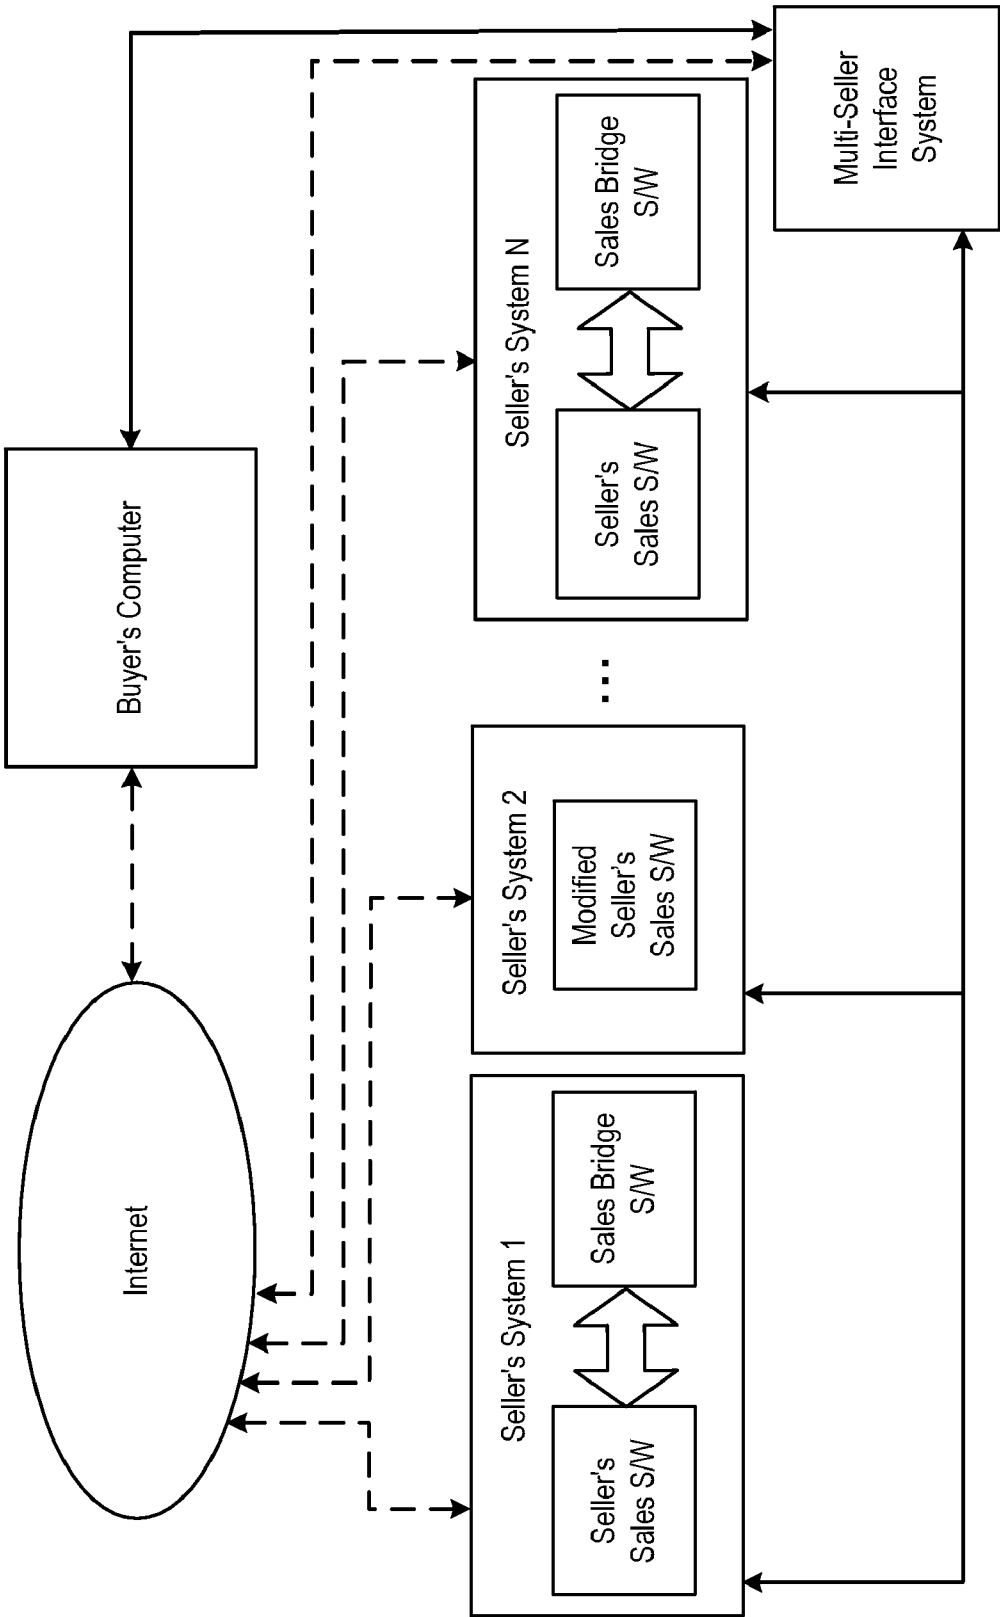 Internet
Buyer's Computer
Seller's System 1
Seller's
Sales S/W
Sales Bridge
S/W
Seller's System 2
Modified
Seller's
Sales S/W
...
Seller's System N
Seller's
Sales S/W
Sales Bridge
S/W
Multi-Seller
Interface
System